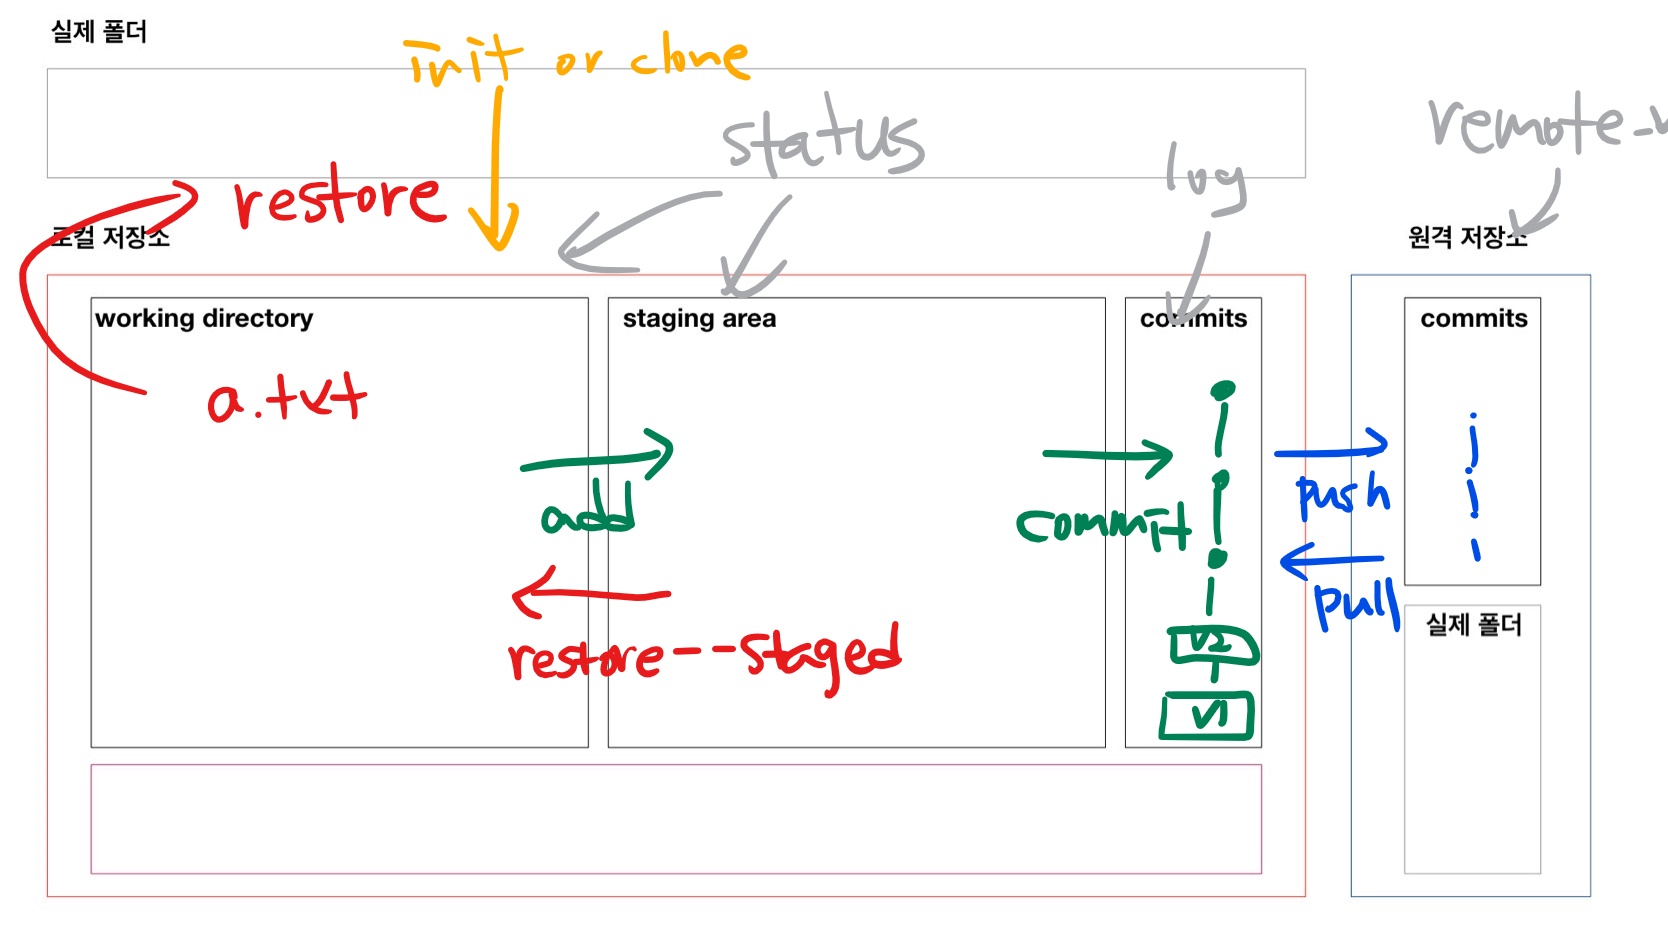 실제 폴더
init or clone
status
log
remote -v
restore
로컬 저장소
원격 저장소
working directory
staging area
commits
commits
a.txt
add
commit
push
pull
restore --staged
실제 폴더
V2
V1